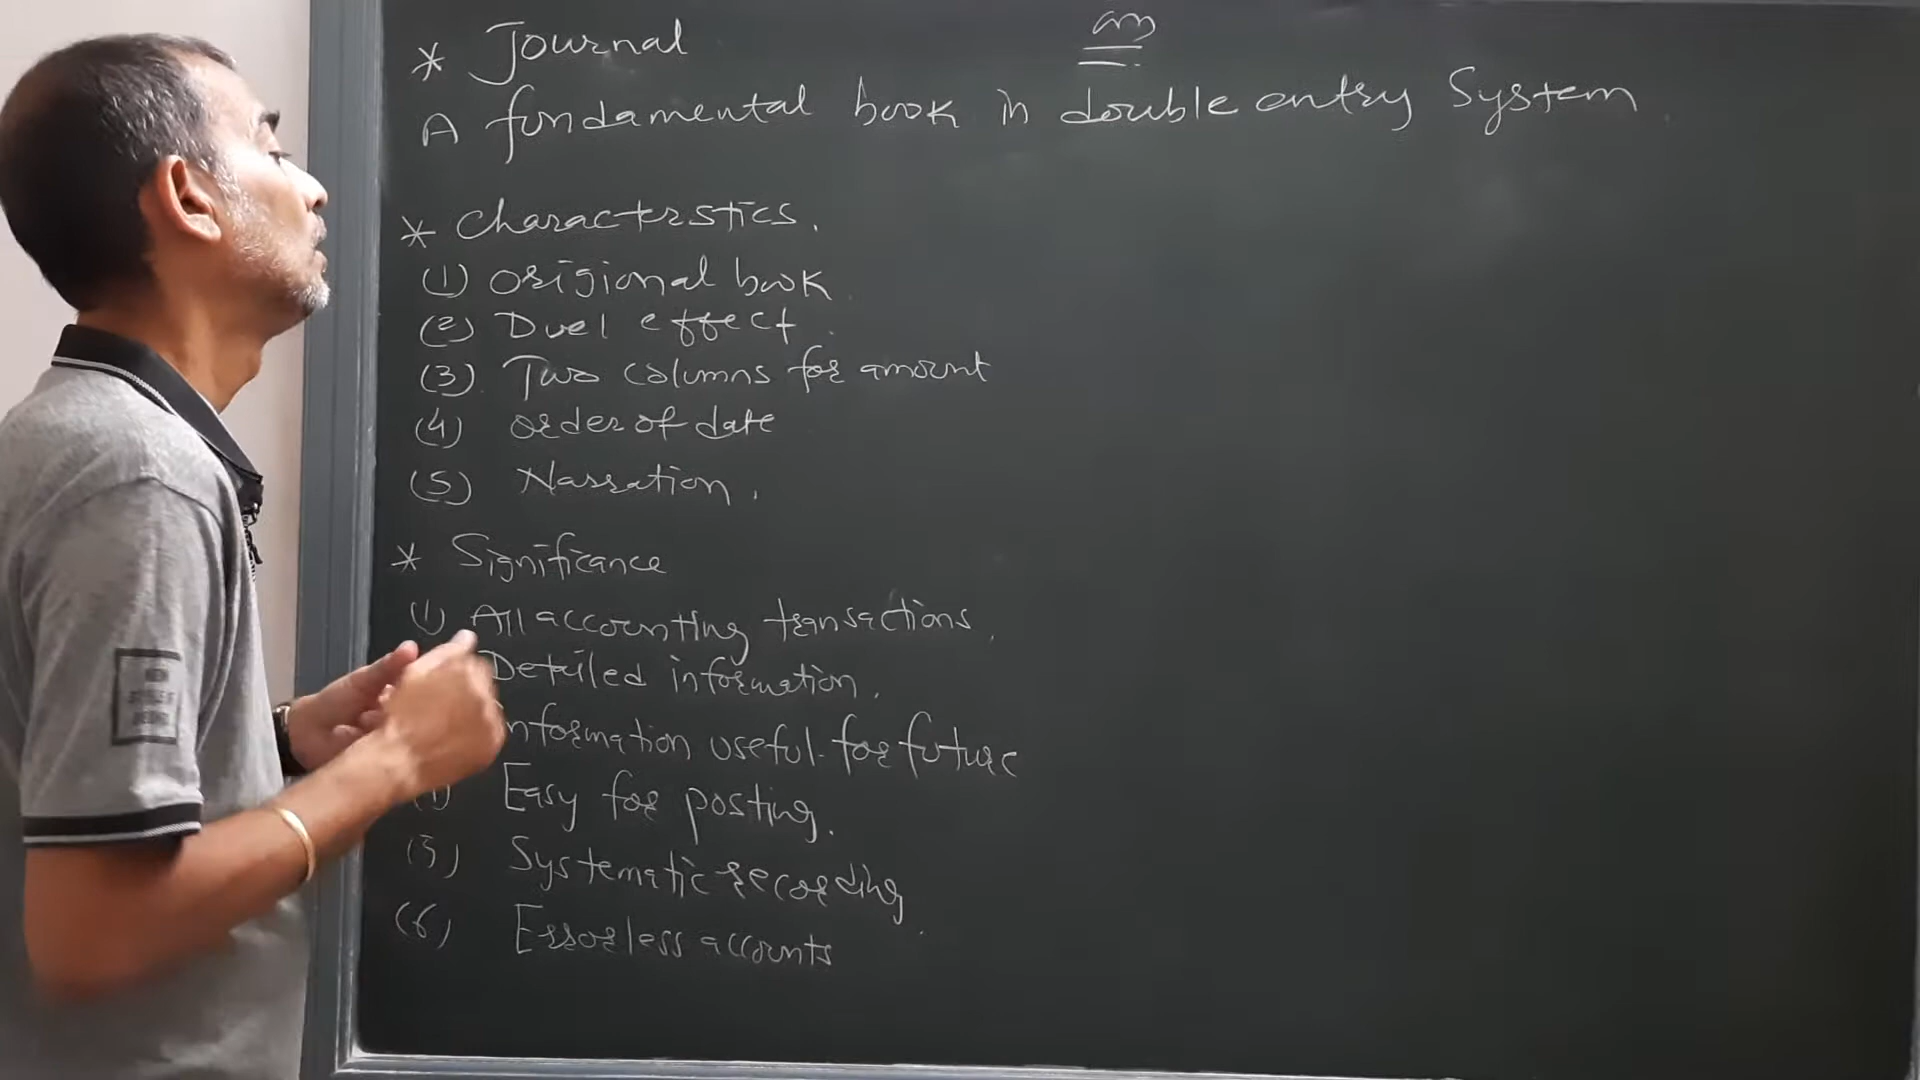 * Journal
A fundamental book in double entry System
* Characterstics.
(1) Origional book
(2) Duel effect.
(3) Two columns for amount
(4) order of date
(5) Narration.
* Significance
(1) All accounting transactions.
Detailed information.
Information useful for future
Easy for posting.
(5) Systematic recording.
(6) Errorless accounts